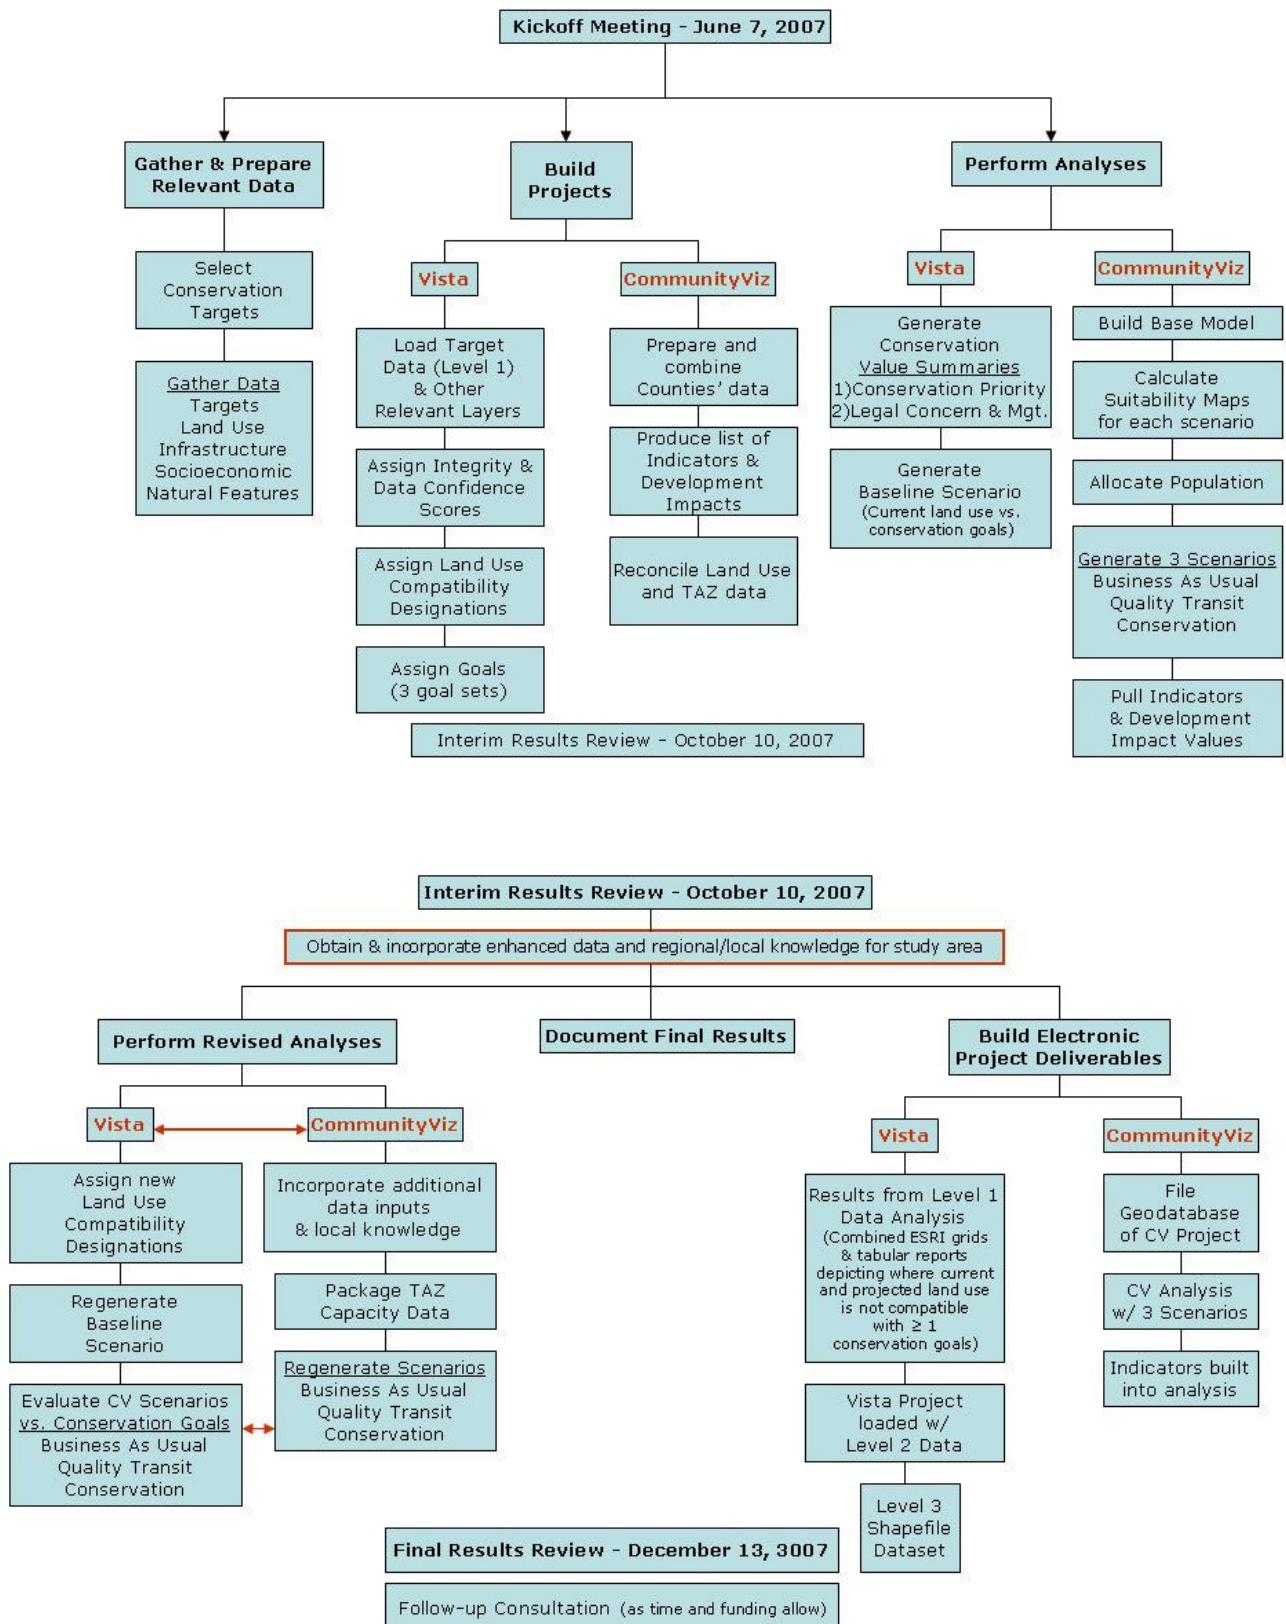 Kickoff Meeting - June 7, 2007
Gather & Prepare
Relevant Data
Select
Conservation
Targets
Gather Data
Targets
Land Use
Infrastructure
Socioeconomic
Natural Features
Build
Projects
Vista
Load Target
Data (Level 1)
& Other
Relevant Layers
Assign Integrity &
Data Confidence
Scores
Assign Land Use
Compatibility
Designations
Assign Goals
(3 goal sets)
CommunityViz
Prepare and
combine
Counties' data
Produce list of
Indicators &
Development
Impacts
Reconcile Land Use
and TAZ data
Perform Analyses
Vista
Generate
Conservation
Value Summaries
1)Conservation Priority
2)Legal Concern & Mgt.
Generate
Baseline Scenario
(Current land use vs.
conservation goals)
CommunityViz
Build Base Model
Calculate
Suitability Maps
for each scenario
Allocate Population
Generate 3 Scenarios
Business As Usual
Quality Transit
Conservation
Pull Indicators
& Development
Impact Values
Interim Results Review - October 10, 2007
Interim Results Review - October 10, 2007
Obtain & incorporate enhanced data and regional/local knowledge for study area
Perform Revised Analyses
Vista
Assign new
Land Use
Compatibility
Designations
Regenerate
Baseline
Scenario
Evaluate CV Scenarios
vs. Conservation Goals
Business As Usual
Quality Transit
Conservation
CommunityViz
Incorporate additional
data inputs
& local knowledge
Package TAZ
Capacity Data
Regenerate Scenarios
Business As Usual
Quality Transit
Conservation
Document Final Results
Build Electronic
Project Deliverables
Vista
Results from Level 1
Data Analysis
(Combined ESRI grids
& tabular reports
depicting where current
and projected land use
is not compatible
with ≥ 1
conservation goals)
Vista Project
loaded w/
Level 2 Data
Level 3
Shapefile
Dataset
CommunityViz
File
Geodatabase
of CV Project
CV Analysis
w/ 3 Scenarios
Indicators built
into analysis
Final Results Review - December 13, 3007
Follow-up Consultation (as time and funding allow)